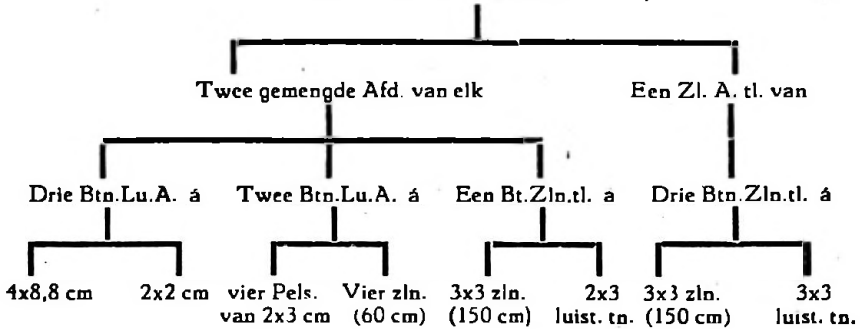 Twee gemengde Afd. van elk
Een Zl. A. tl. van
Drie Btn.Lu.A. á
Twee Btn.Lu.A. á
Een Bt.Zln.tl. a
Drie Btn.Zln.tl. á
4x8,8 cm
2x2 cm
vier Pels.
van 2x3 cm
Vier zln.
(60 cm)
3x3 zln.
(150 cm)
2x3
luist. tn.
3x3 zln.
(150 cm)
3x3
luist. tn.